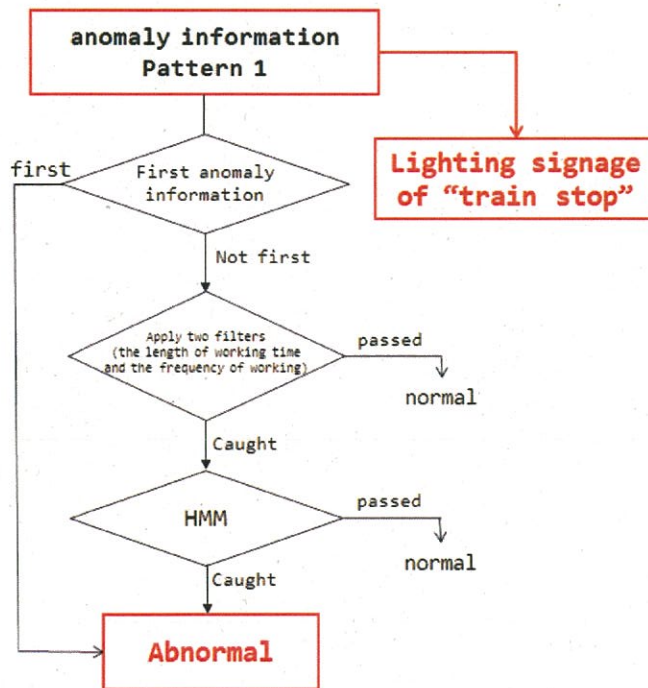 anomaly information
Pattern 1
Lighting signage
of “train stop”
first
First anomaly
information
Not first
Apply two filters
(the length of working time
and the frequency of working)
passed
normal
Caught
HMM
passed
normal
Caught
Abnormal